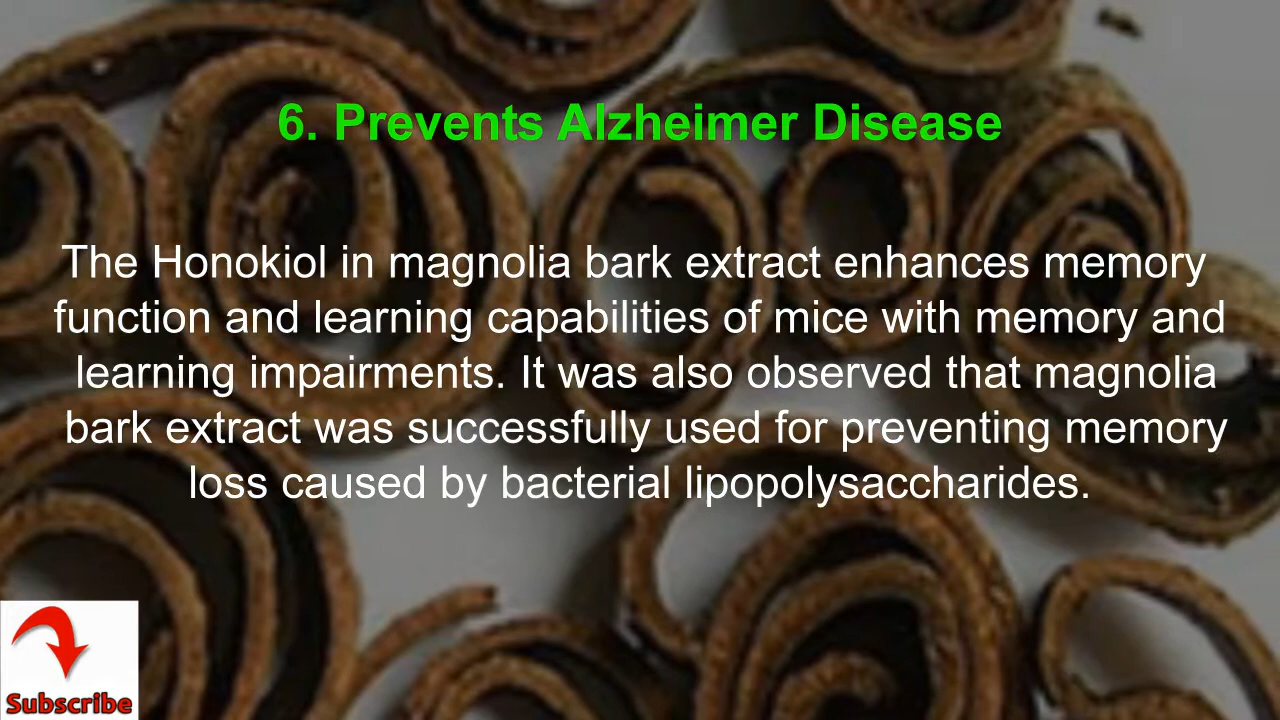 6. Prevents Alzheimer Disease
The Honokiol in magnolia bark extract enhances memory
function and learning capabilities of mice with memory and
learning impairments. It was also observed that magnolia
bark extract was successfully used for preventing memory
loss caused by bacterial lipopolysaccharides.
Subscribe